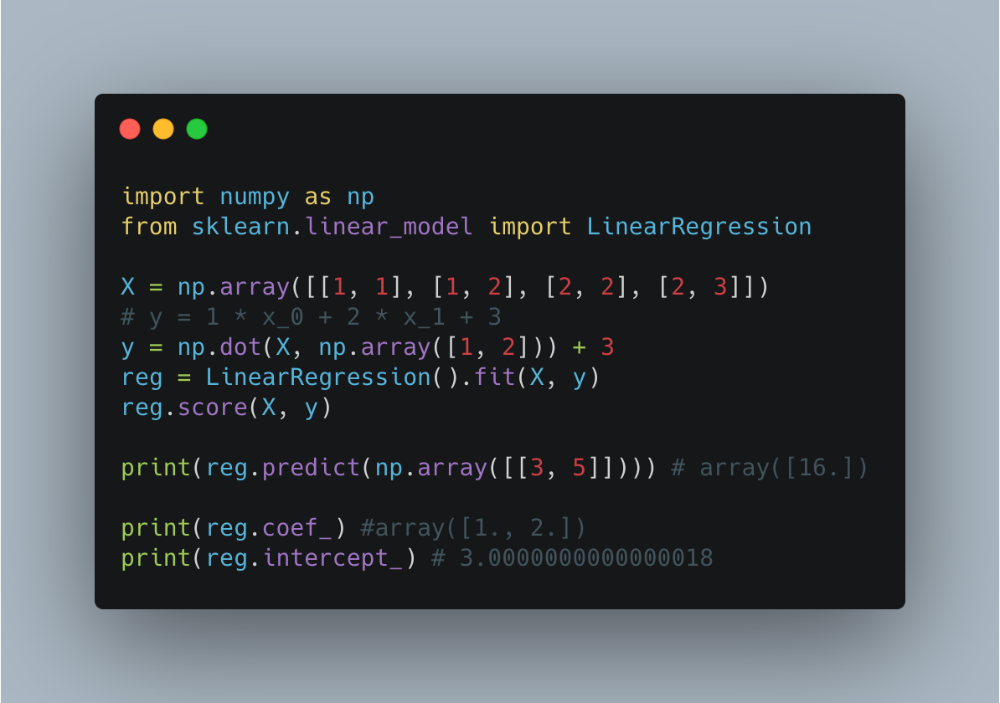 import numpy as np
from sklearn.linear_model import LinearRegression
X = np.array([[1, 1], [1, 2], [2, 2], [2, 3]])
# y = 1 * x_0 + 2 * x_1 + 3
y = np.dot(X, np.array([1, 2])) + 3
reg = LinearRegression().fit(X, y)
reg.score(X, y)
print(reg.predict(np.array([[3, 5]]))) # array([16.])
print(reg.coef_) #array([1., 2.])
print(reg.intercept_) # 3.0000000000000018